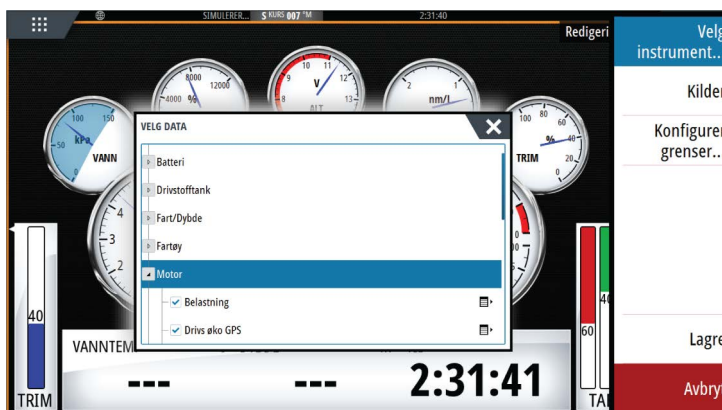 SIMULERER... S KURS 007 °M 2:31:40
Redigeri
Velg
instrument...
Kilder
Konfigurer
grenser...
Lagre
Avbryt
100 150
50 kPa
0
VANN
8000
4000 % 12000
10 11
9 V 12
8 13
ALT
2 1
nm/l
100 80
60
% 40
20
0
TRIM
VELG DATA
Batteri
Drivstofftank
Fart/Dybde
Fartøy
Motor
Belastning
Drivs øko GPS
4
3
2
40
TRIM
60
40
VANNTEM
--- --- 2:31:41